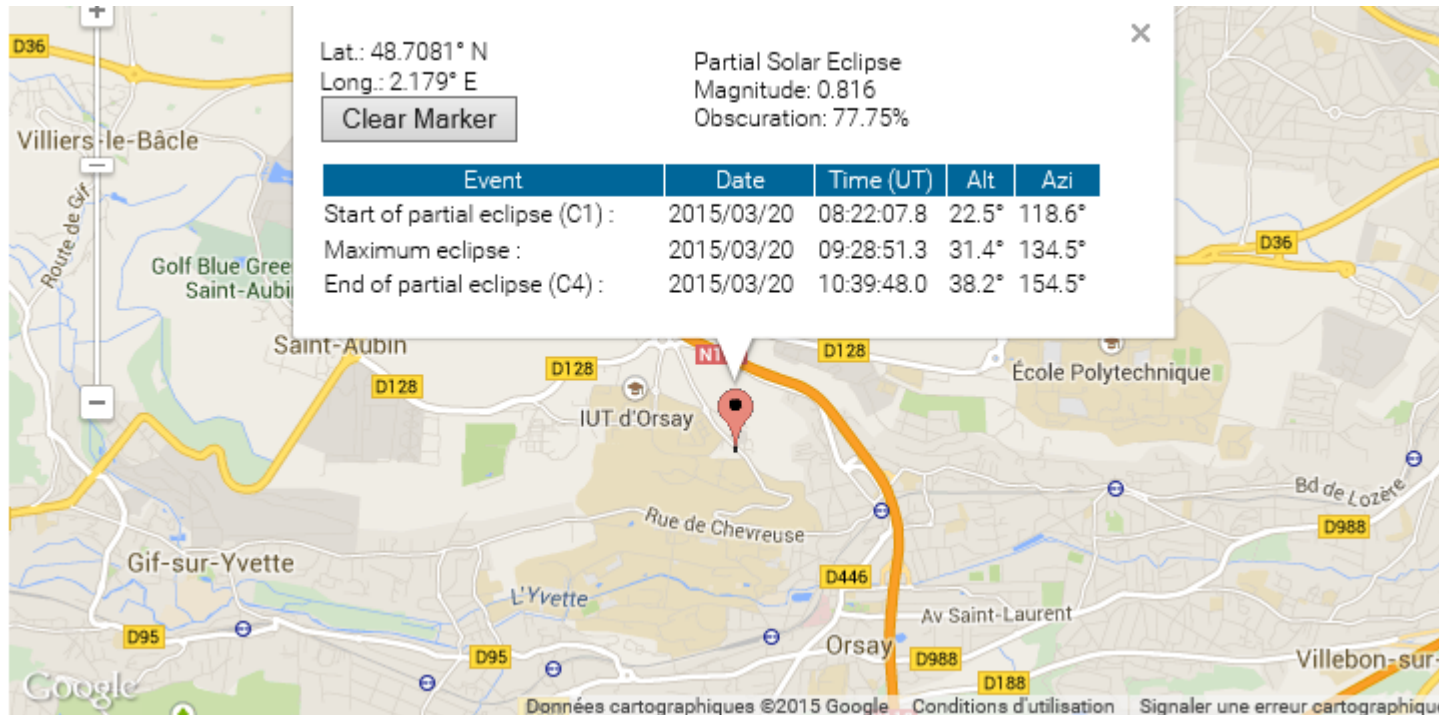 Lat.: 48.7081° N
Long.: 2.179° E
Clear Marker
Partial Solar Eclipse
Magnitude: 0.816
Obscuration: 77.75%
×
Event Date Time (UT) Alt Azi
Start of partial eclipse (C1) : 2015/03/20 08:22:07.8 22.5° 118.6°
Maximum eclipse : 2015/03/20 09:28:51.3 31.4° 134.5°
End of partial eclipse (C4) : 2015/03/20 10:39:48.0 38.2° 154.5°
+
D36
Villiers-le-Bâcle
Route de Gif
D36
Golf Blue Gree
Saint-Aubi
Saint-Aubin
N1
D128
D128
D128
École Polytechnique
IUT d'Orsay
−
Bd de Lozère
Rue de Chevreuse
D988
Gif-sur-Yvette
D446
L'Yvette
Av Saint-Laurent
D95
Orsay
D95
D988
Villebon-sur-
D188
Google
Données cartographiques ©2015 Google Conditions d'utilisation Signaler une erreur cartographique